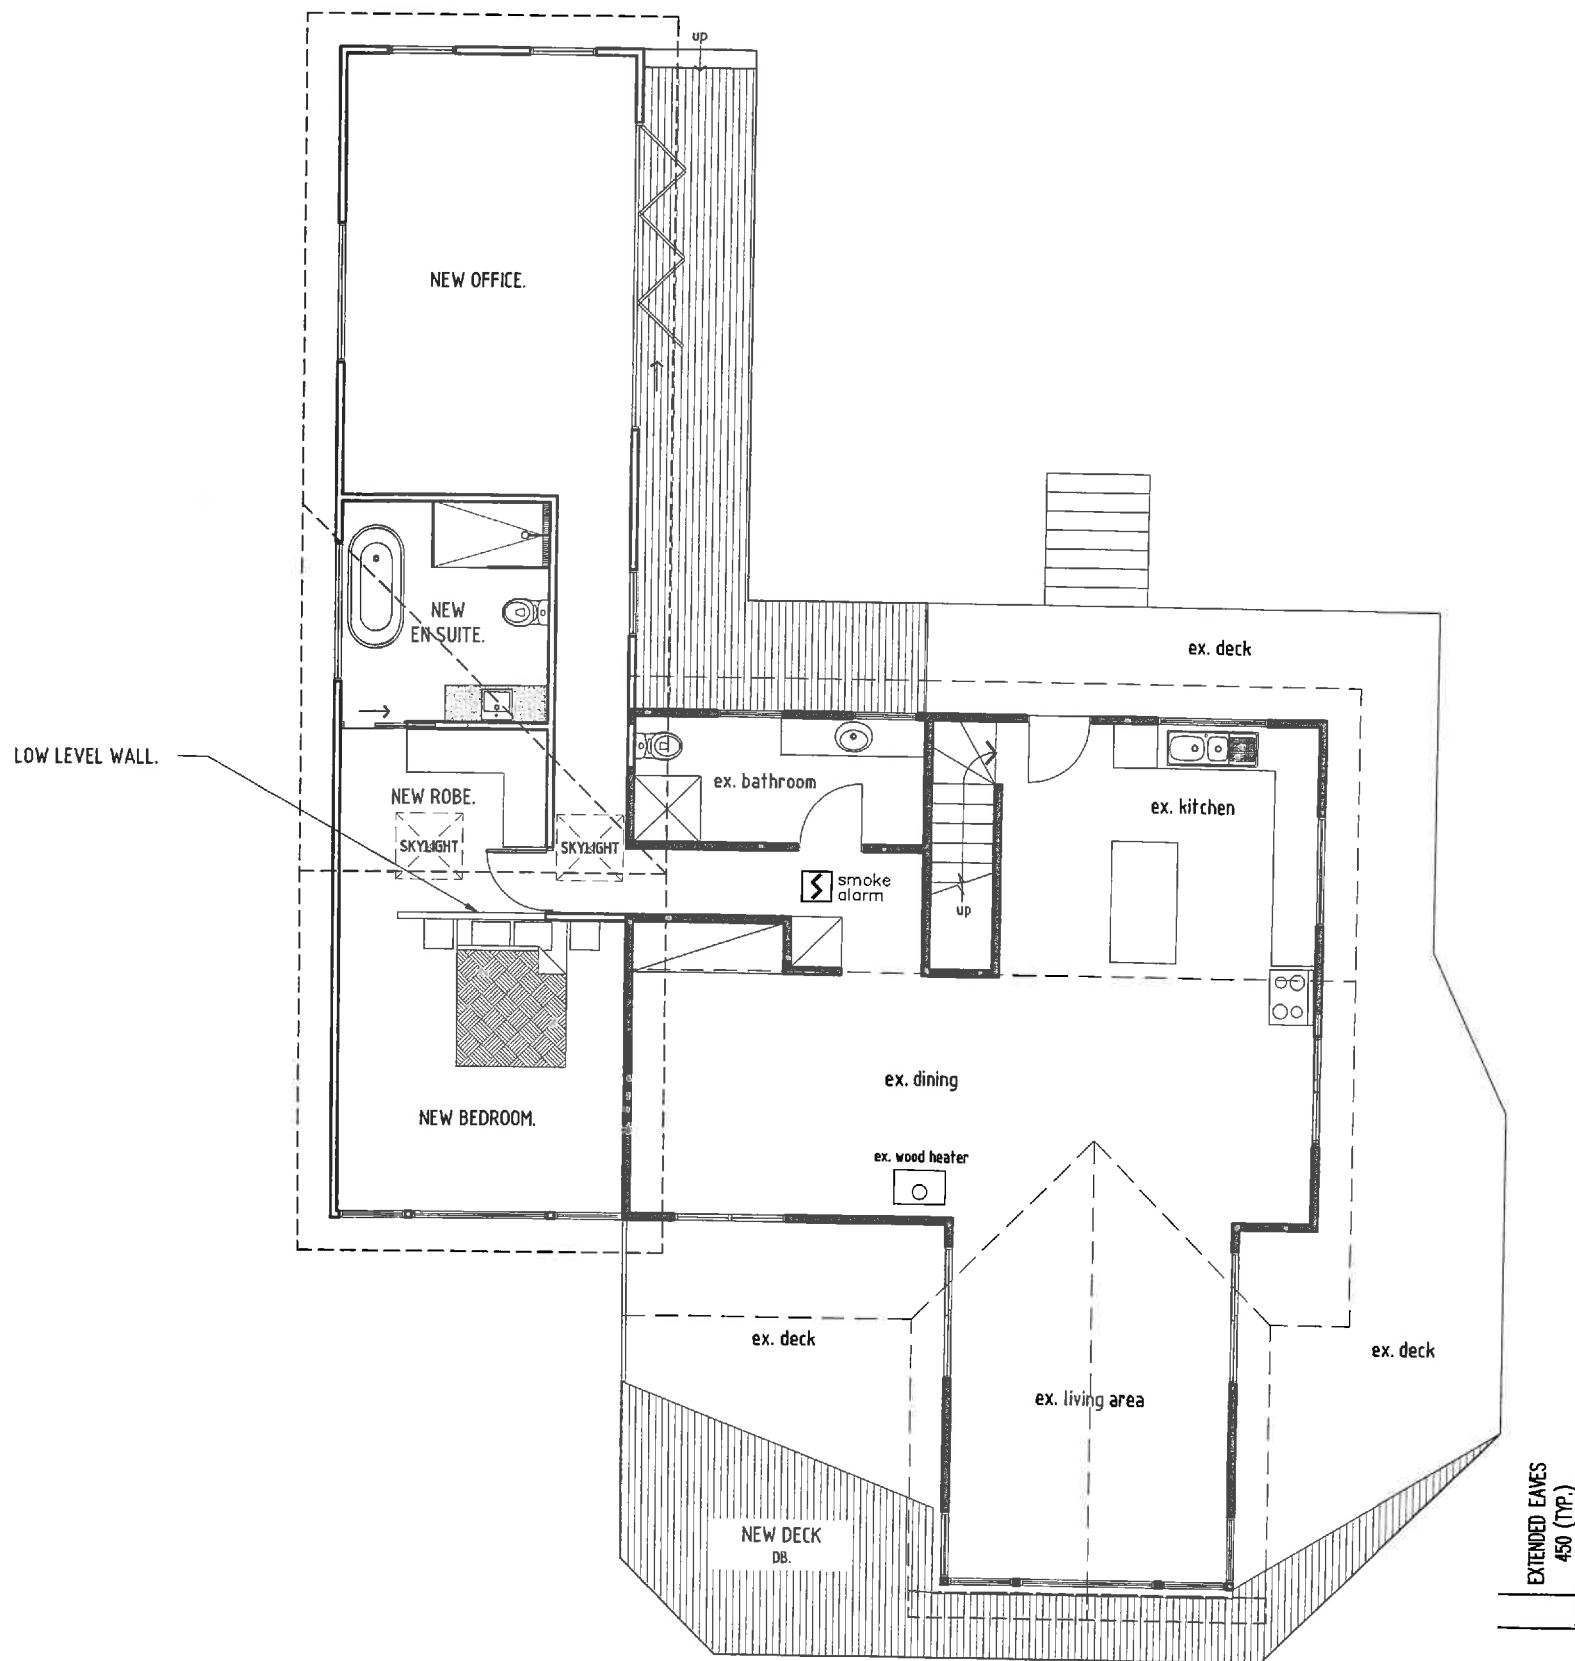 up
NEW OFFICE.
NEW
EN SUITE.
ex. deck
LOW LEVEL WALL.
NEW ROBE.
SKYLIGHT
SKYLIGHT
ex. bathroom
ex. kitchen
smoke
alarm
up
ex. dining
NEW BEDROOM.
ex. wood heater
ex. deck
ex. deck
ex. living area
NEW DECK
DB.
EXTENDED EAVES
450 (TYP.)